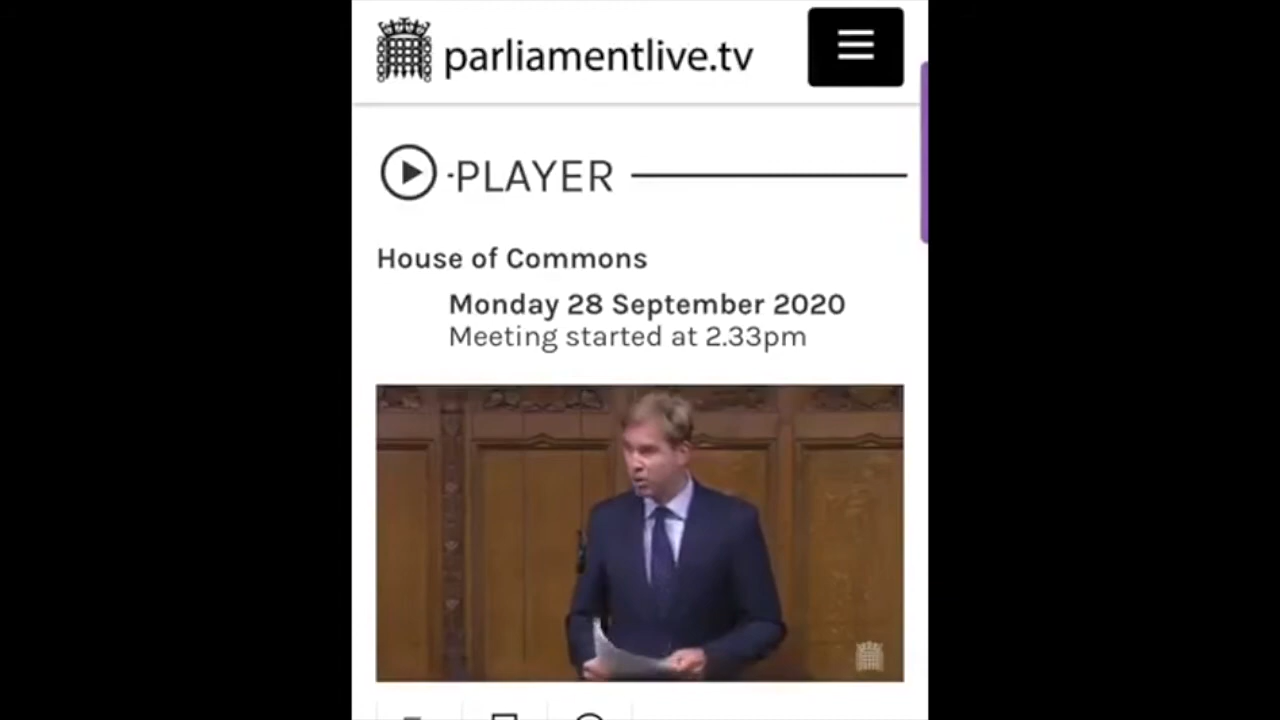 parliamentlive.tv
·PLAYER
House of Commons
Monday 28 September 2020
Meeting started at 2.33pm